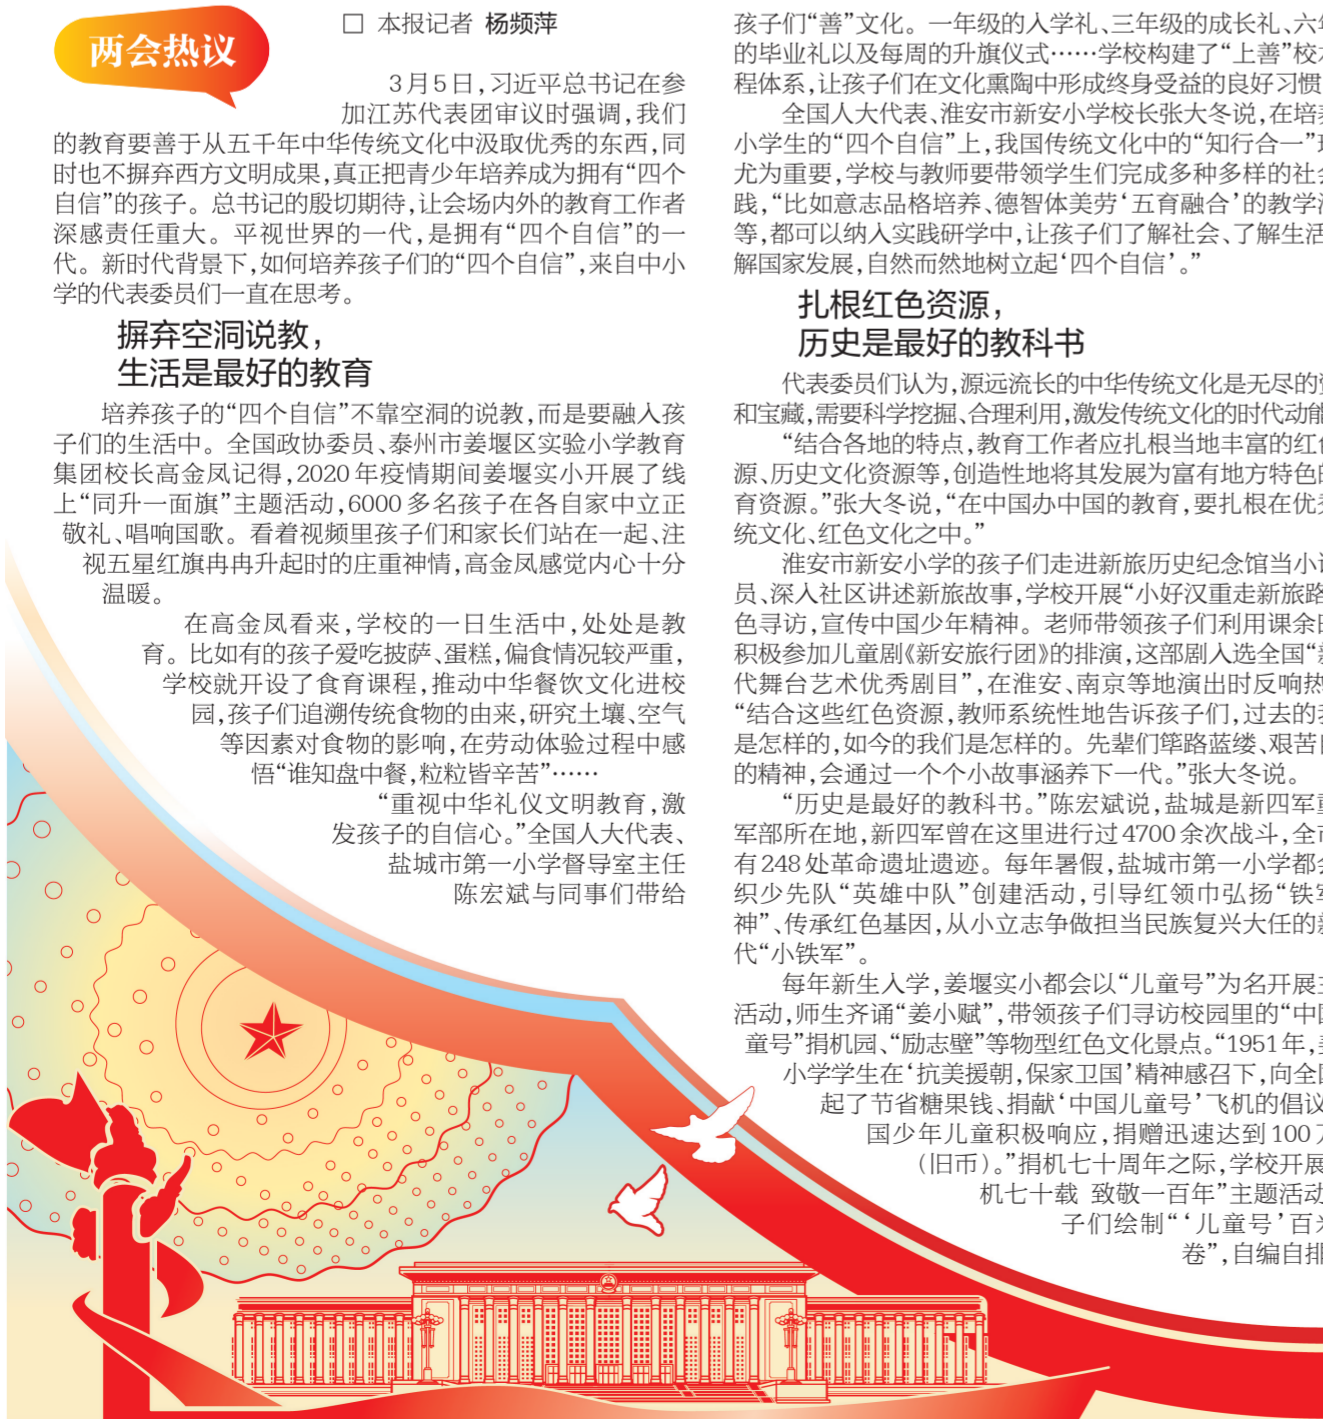 两会热议
□ 本报记者 杨频萍
3月5日,习近平总书记在参
加江苏代表团审议时强调,我们
的教育要善于从五千年中华传统文化中汲取优秀的东西,同
时也不摒弃西方文明成果,真正把青少年培养成为拥有“四个
自信”的孩子。总书记的殷切期待,让会场内外的教育工作者
深感责任重大。平视世界的一代,是拥有“四个自信”的一
代。新时代背景下,如何培养孩子们的“四个自信”,来自中小
学的代表委员们一直在思考。
摒弃空洞说教,
生活是最好的教育
培养孩子的“四个自信”不靠空洞的说教,而是要融入孩
子们的生活中。全国政协委员、泰州市姜堰区实验小学教育
集团校长高金凤记得,2020年疫情期间姜堰实小开展了线
上“同升一面旗”主题活动,6000多名孩子在各自家中立正
敬礼、唱响国歌。看着视频里孩子们和家长们站在一起、注
视五星红旗冉冉升起时的庄重神情,高金凤感觉内心十分
温暖。
在高金凤看来,学校的一日生活中,处处是教
育。比如有的孩子爱吃披萨、蛋糕,偏食情况较严重,
学校就开设了食育课程,推动中华餐饮文化进校
园,孩子们追溯传统食物的由来,研究土壤、空气
等因素对食物的影响,在劳动体验过程中感
悟“谁知盘中餐,粒粒皆辛苦”……
“重视中华礼仪文明教育,激
发孩子的自信心。”全国人大代表、
盐城市第一小学督导室主任
陈宏斌与同事们带给
孩子们“善”文化。一年级的入学礼、三年级的成长礼、六年
的毕业礼以及每周的升旗仪式……学校构建了“上善”校本
程体系,让孩子们在文化熏陶中形成终身受益的良好习惯
全国人大代表、淮安市新安小学校长张大冬说,在培养
小学生的“四个自信”上,我国传统文化中的“知行合一”理
尤为重要,学校与教师要带领学生们完成多种多样的社会
践,“比如意志品格培养、德智体美劳‘五育融合’的教学活
等,都可以纳入实践研学中,让孩子们了解社会、了解生活
解国家发展,自然而然地树立起‘四个自信’。”
扎根红色资源,
历史是最好的教科书
代表委员们认为,源远流长的中华传统文化是无尽的资
和宝藏,需要科学挖掘、合理利用,激发传统文化的时代动能
“结合各地的特点,教育工作者应扎根当地丰富的红色
源、历史文化资源等,创造性地将其发展为富有地方特色的
育资源。”张大冬说,“在中国办中国的教育,要扎根在优秀
统文化、红色文化之中。”
淮安市新安小学的孩子们走进新旅历史纪念馆当小讲
员、深入社区讲述新旅故事,学校开展“小好汉重走新旅路
色寻访,宣传中国少年精神。老师带领孩子们利用课余时
积极参加儿童剧《新安旅行团》的排演,这部剧入选全国“新
代舞台艺术优秀剧目”,在淮安、南京等地演出时反响热
“结合这些红色资源,教师系统性地告诉孩子们,过去的我
是怎样的,如今的我们是怎样的。先辈们筚路蓝缕、艰苦
的精神,会通过一个个小故事涵养下一代。”张大冬说。
“历史是最好的教科书。”陈宏斌说,盐城是新四军重
军部所在地,新四军曾在这里进行过4700余次战斗,全市
有248处革命遗址遗迹。每年暑假,盐城市第一小学都会
织少先队“英雄中队”创建活动,引导红领巾弘扬“铁军
神”、传承红色基因,从小立志争做担当民族复兴大任的新
代“小铁军”。
每年新生入学,姜堰实小都会以“儿童号”为名开展主
活动,师生齐诵“姜小赋”,带领孩子们寻访校园里的“中国
童号”捐机园、“励志壁”等物型红色文化景点。“1951年,姜
小学学生在‘抗美援朝,保家卫国’精神感召下,向全国
起了节省糖果钱、捐献‘中国儿童号’飞机的倡议
国少年儿童积极响应,捐赠迅速达到100万
(旧币)。”捐机七十周年之际,学校开展
机七十载 致敬一百年”主题活动
子们绘制“‘儿童号’百米
卷”,自编自排